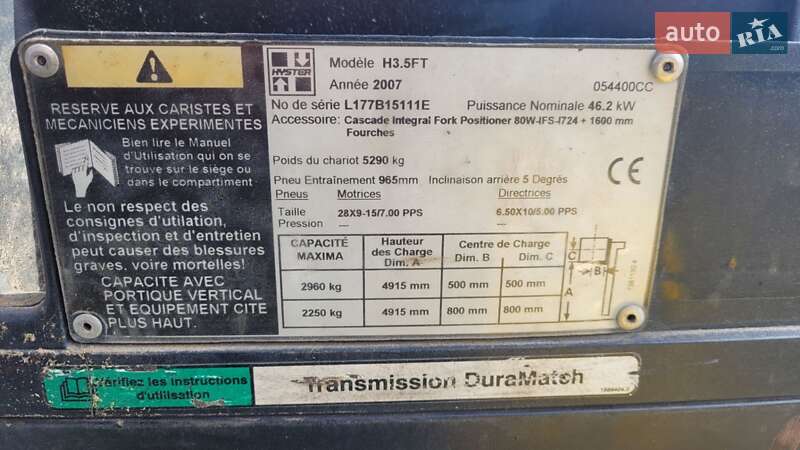 auto RIA
RESERVE AUX CARISTES ET
MECANICIENS EXPERIMENTES
Bien lire le Manuel
d'Utilisation qui on se
trouve sur le siége ou
dans le compartiment
Le non respect des
consignes d'utilation,
d'inspection et d'entretien
peut causer des blessures
graves. voire mortelles!
CAPACITE AVEC
PORTIQUE VERTICAL
ET EQUIPEMENT CITE
PLUS HAUT.
HYSTER
Modèle H3.5FT
Année 2007
054400CC
No de série L177B15111E Puissance Nominale 46.2 kW
Accessoire: Cascade Integral Fork Positioner 80W-IFS-I724 + 1600 mm
Fourches
Poids du chariot 5290 kg
CE
Pneu Entraînement 965mm Inclinaison arrière 5 Degrés
Pneus Motrices Directrices
Taille 28X9-15/7.00 PPS 6.50X10/5.00 PPS
Pression --- ---
CAPACITÉ MAXIMA Hauteur des Charge Dim. A Centre de Charge Dim. B Dim. C
2960 kg 4915 mm 500 mm 500 mm
2250 kg 4915 mm 800 mm 800 mm
C
B
A
Vérifiez les instructions
d'utilisation
Transmission DuraMatch